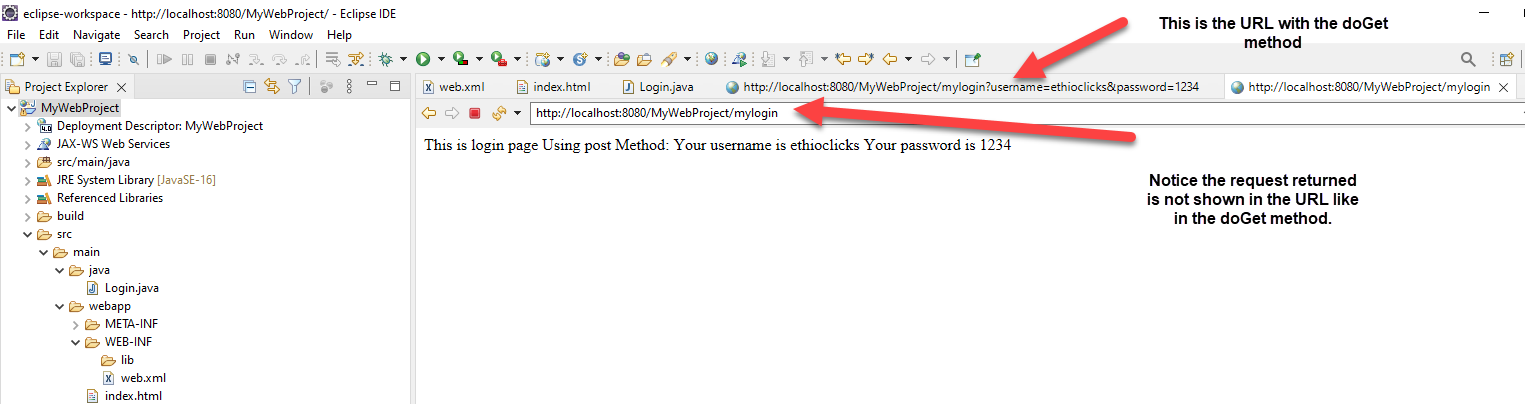 eclipse-workspace - http://localhost:8080/MyWebProject/ - Eclipse IDE
File Edit Navigate Search Project Run Window Help
This is the URL with the doGet
method
Project Explorer
web.xml index.html Login.java http://localhost:8080/MyWebProject/mylogin?username=ethioclicks&password=1234 http://localhost:8080/MyWebProject/mylogin
http://localhost:8080/MyWebProject/mylogin
This is login page Using post Method: Your username is ethioclicks Your password is 1234
Notice the request returned
is not shown in the URL like
in the doGet method.
MyWebProject
Deployment Descriptor: MyWebProject
JAX-WS Web Services
src/main/java
JRE System Library [JavaSE-16]
Referenced Libraries
build
src
main
java
Login.java
webapp
META-INF
WEB-INF
lib
web.xml
index.html